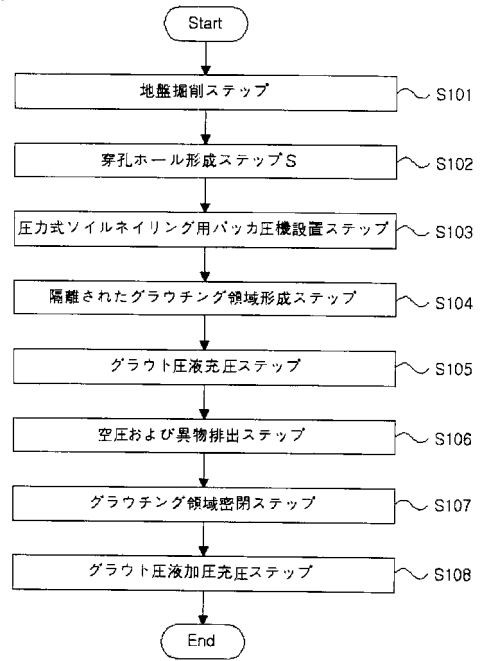 Start
地盤掘削ステップ
S101
穿孔ホール形成ステップS
S102
圧力式ソイルネイリング用パッカ圧機設置ステップ
S103
隔離されたグラウチング領域形成ステップ
S104
グラウト圧液充圧ステップ
S105
空圧および異物排出ステップ
S106
グラウチング領域密閉ステップ
S107
グラウト圧液加圧充圧ステップ
S108
End